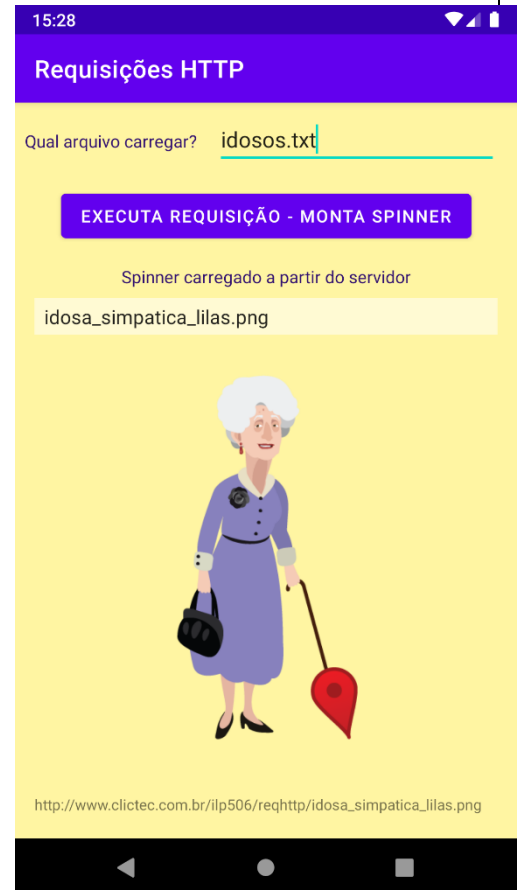 15:28
Requisições HTTP
Qual arquivo carregar? idosos.txt
EXECUTA REQUISIÇÃO - MONTA SPINNER
Spinner carregado a partir do servidor
idosa_simpatica_lilas.png
http://www.clictec.com.br/ilp506/reqhttp/idosa_simpatica_lilas.png